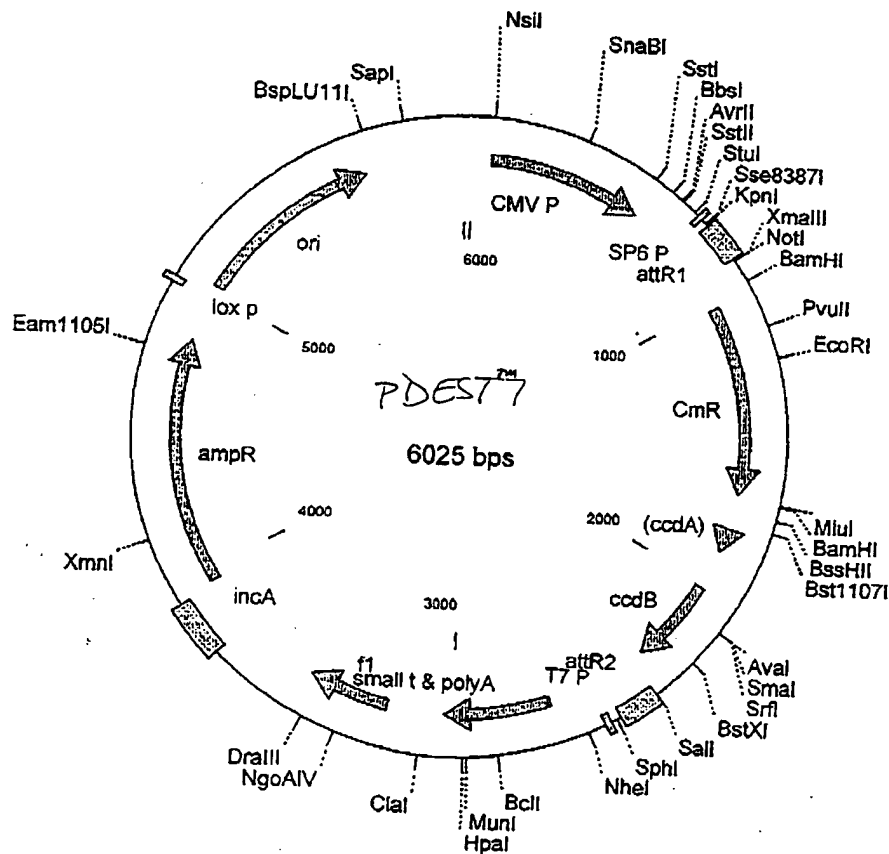 NsiI
SnaBI
SapI
BspLU11I
SstI
BbsI
AvrII
SstII
StuI
Sse8387I
KpnI
XmaIII
NotI
BamHI
PvuII
EcoRI
CMV P
ori
SP6 P
attR1
6000
lox p
Eam1105I
5000
1000
pDEST™7
CmR
ampR
6025 bps
4000
2000
(ccdA)
MluI
BamHI
BssHII
Bst1107I
XmnI
incA
ccdB
3000
f1
small t & polyA
attR2
T7 P
AvaI
SmaI
SrfI
BstXI
SalI
SphI
NheI
DraIII
NgoAIV
ClaI
BclI
MunI
HpaI